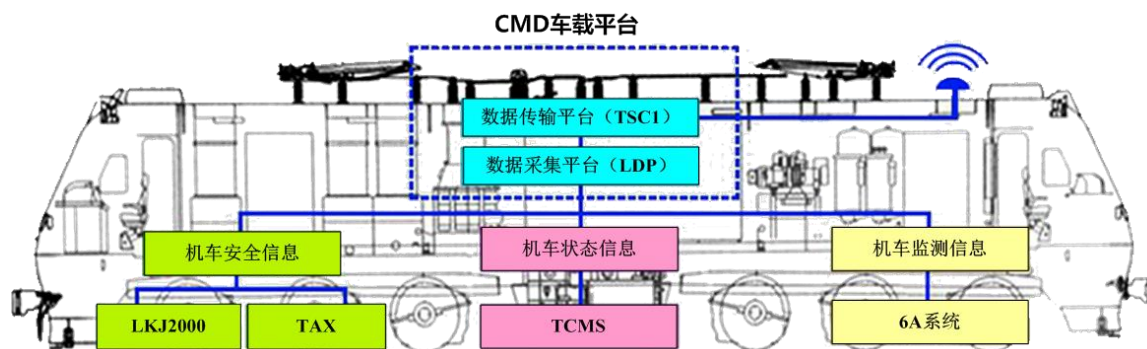 CMD车载平台
数据传输平台（TSC1）
数据采集平台（LDP）
机车安全信息
机车状态信息
机车监测信息
LKJ2000
TAX
TCMS
6A系统